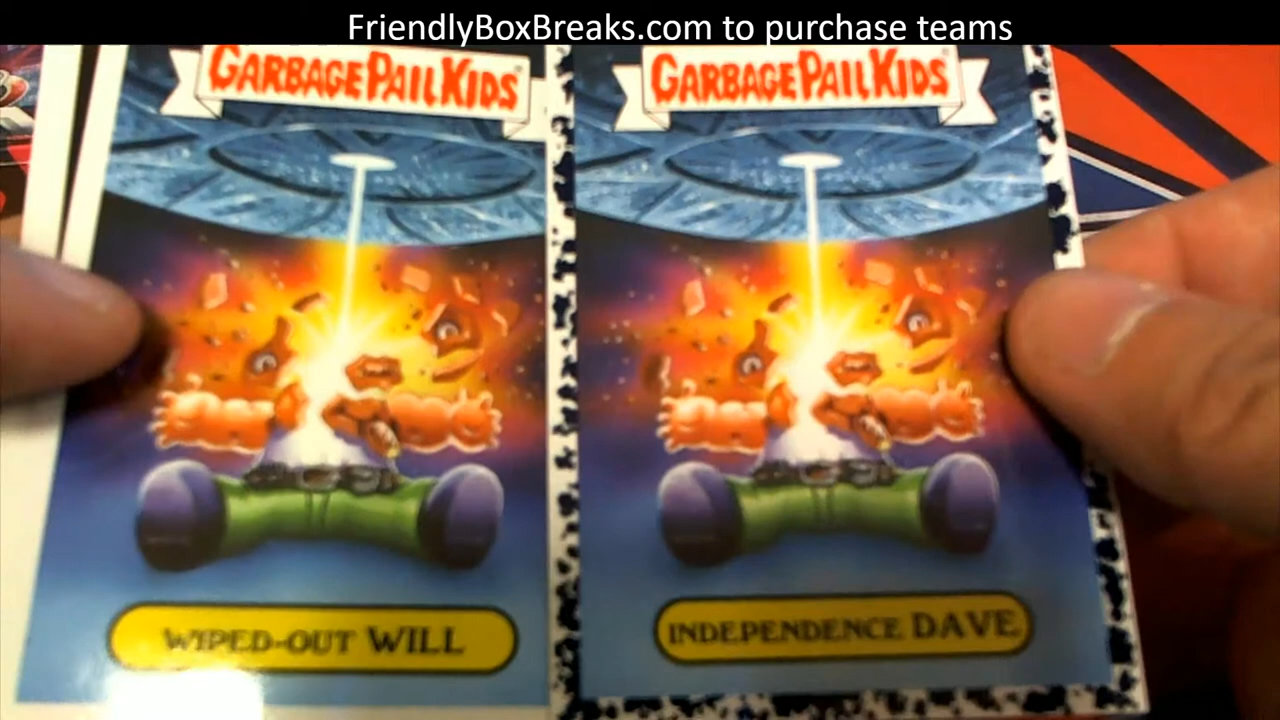 FriendlyBoxBreaks.com to purchase teams
GARBAGE PAIL KIDS
GARBAGE PAIL KIDS
WIPED-OUT WILL
INDEPENDENCE DAVE